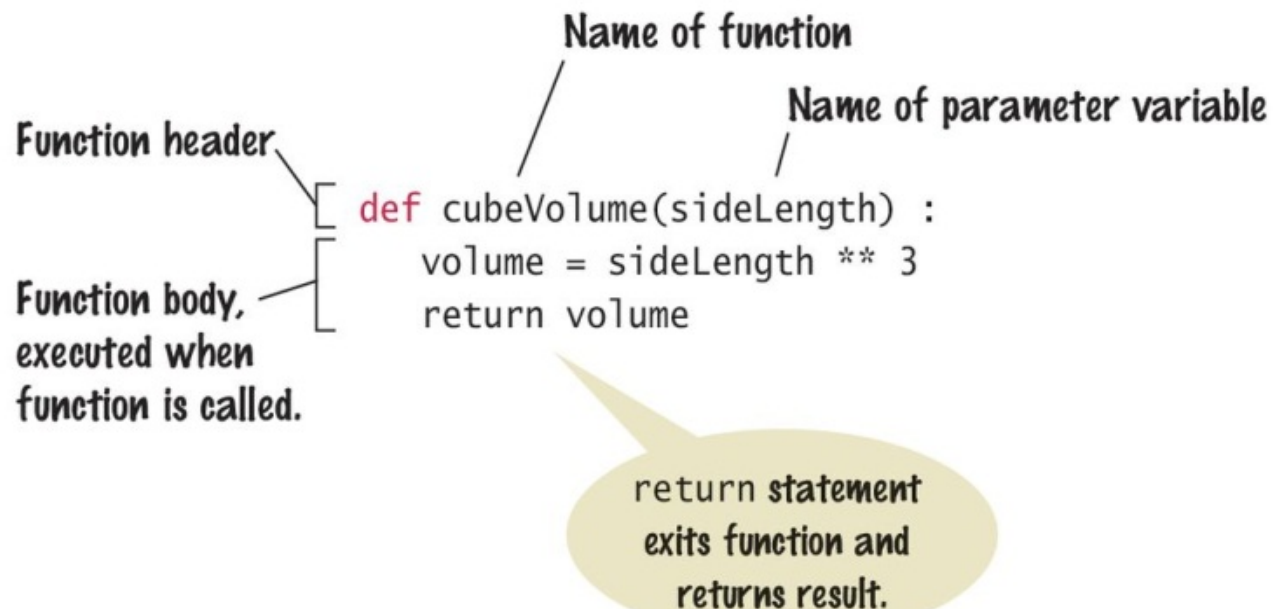 Name of function
Name of parameter variable
Function header
def cubeVolume(sideLength) :
volume = sideLength ** 3
return volume
Function body,
executed when
function is called.
return statement
exits function and
returns result.